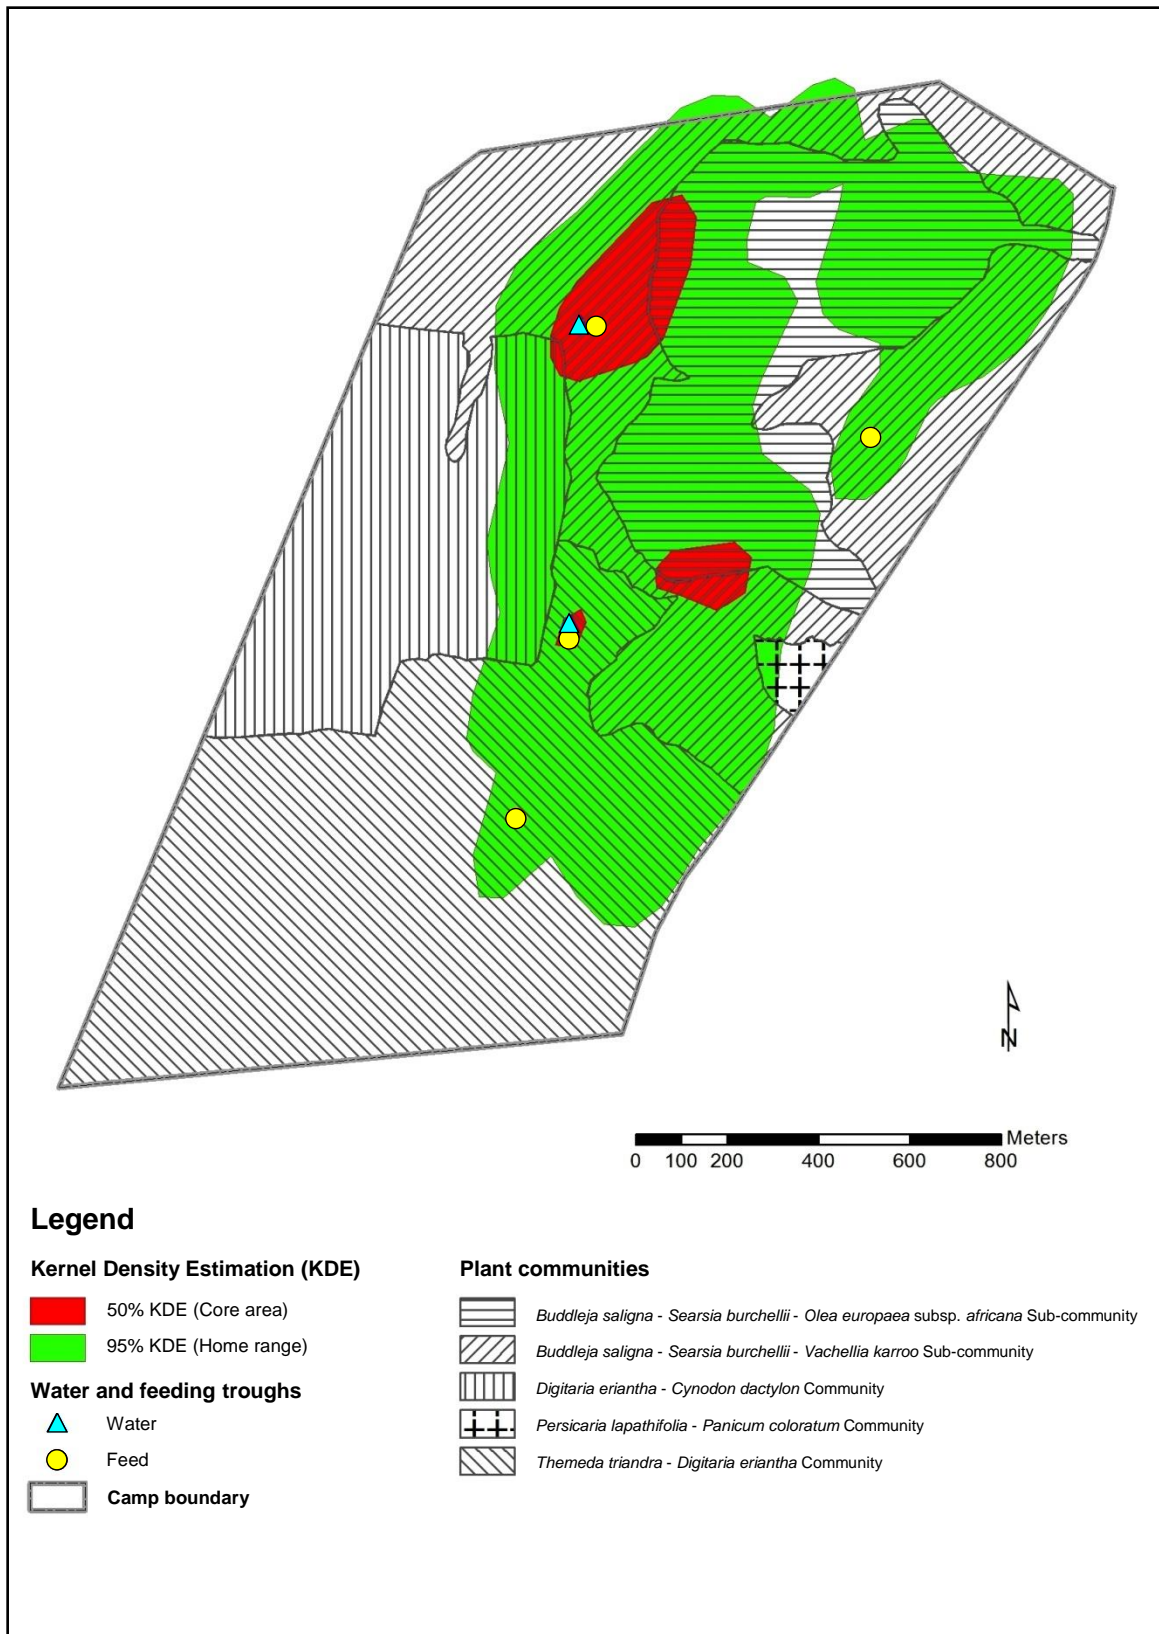 N
Meters
0 100 200 400 600 800
Legend
Kernel Density Estimation (KDE)
50% KDE (Core area)
95% KDE (Home range)
Water and feeding troughs
Water
Feed
Camp boundary
Plant communities
Buddleja saligna - Searsia burchellii - Olea europaea subsp. africana Sub-community
Buddleja saligna - Searsia burchellii - Vachellia karroo Sub-community
Digitaria eriantha - Cynodon dactylon Community
Persicaria lapathifolia - Panicum coloratum Community
Themeda triandra - Digitaria eriantha Community